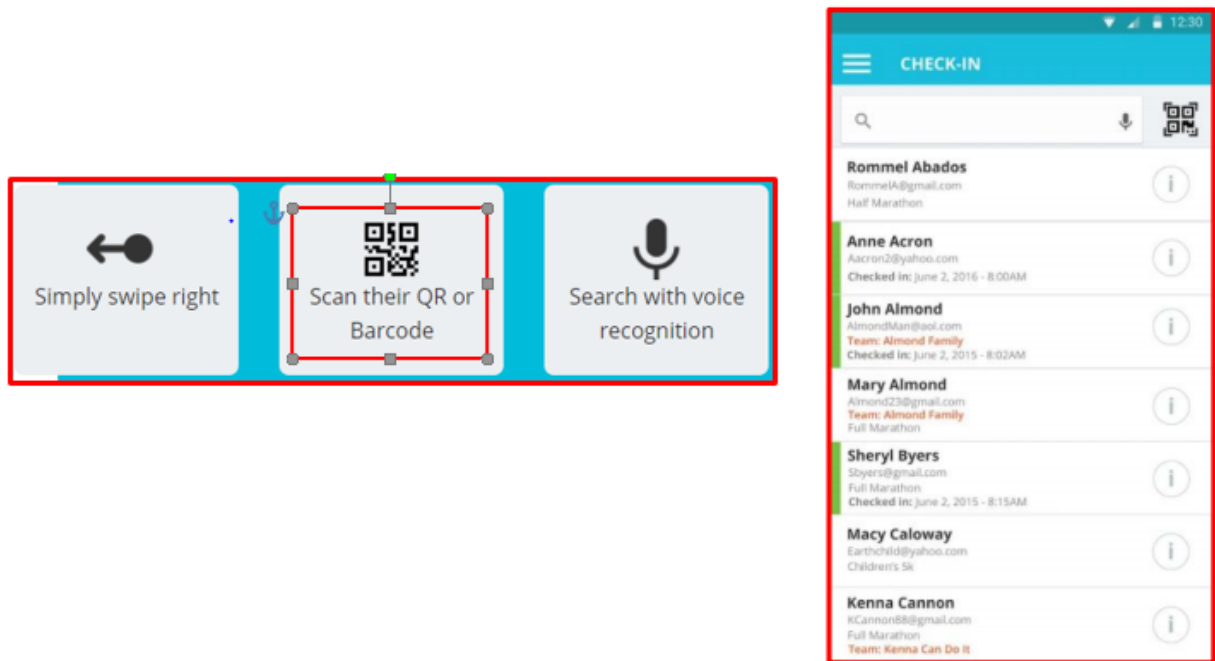 Simply swipe right
Scan their QR or
Barcode
Search with voice
recognition
12:30
CHECK-IN
Rommel Abados
RommelA@gmail.com
Half Marathon
Anne Acron
Aacron2@yahoo.com
Checked in: June 2, 2016 - 8:00AM
John Almond
AlmondMan@aol.com
Team: Almond Family
Checked in: June 2, 2015 - 8:02AM
Mary Almond
Almond23@gmail.com
Team: Almond Family
Full Marathon
Sheryl Byers
Sbyers@gmail.com
Full Marathon
Checked in: June 2, 2015 - 8:15AM
Macy Caloway
Earthchild@yahoo.com
Children's 5k
Kenna Cannon
KCannon88@gmail.com
Full Marathon
Team: Kenna Can Do It